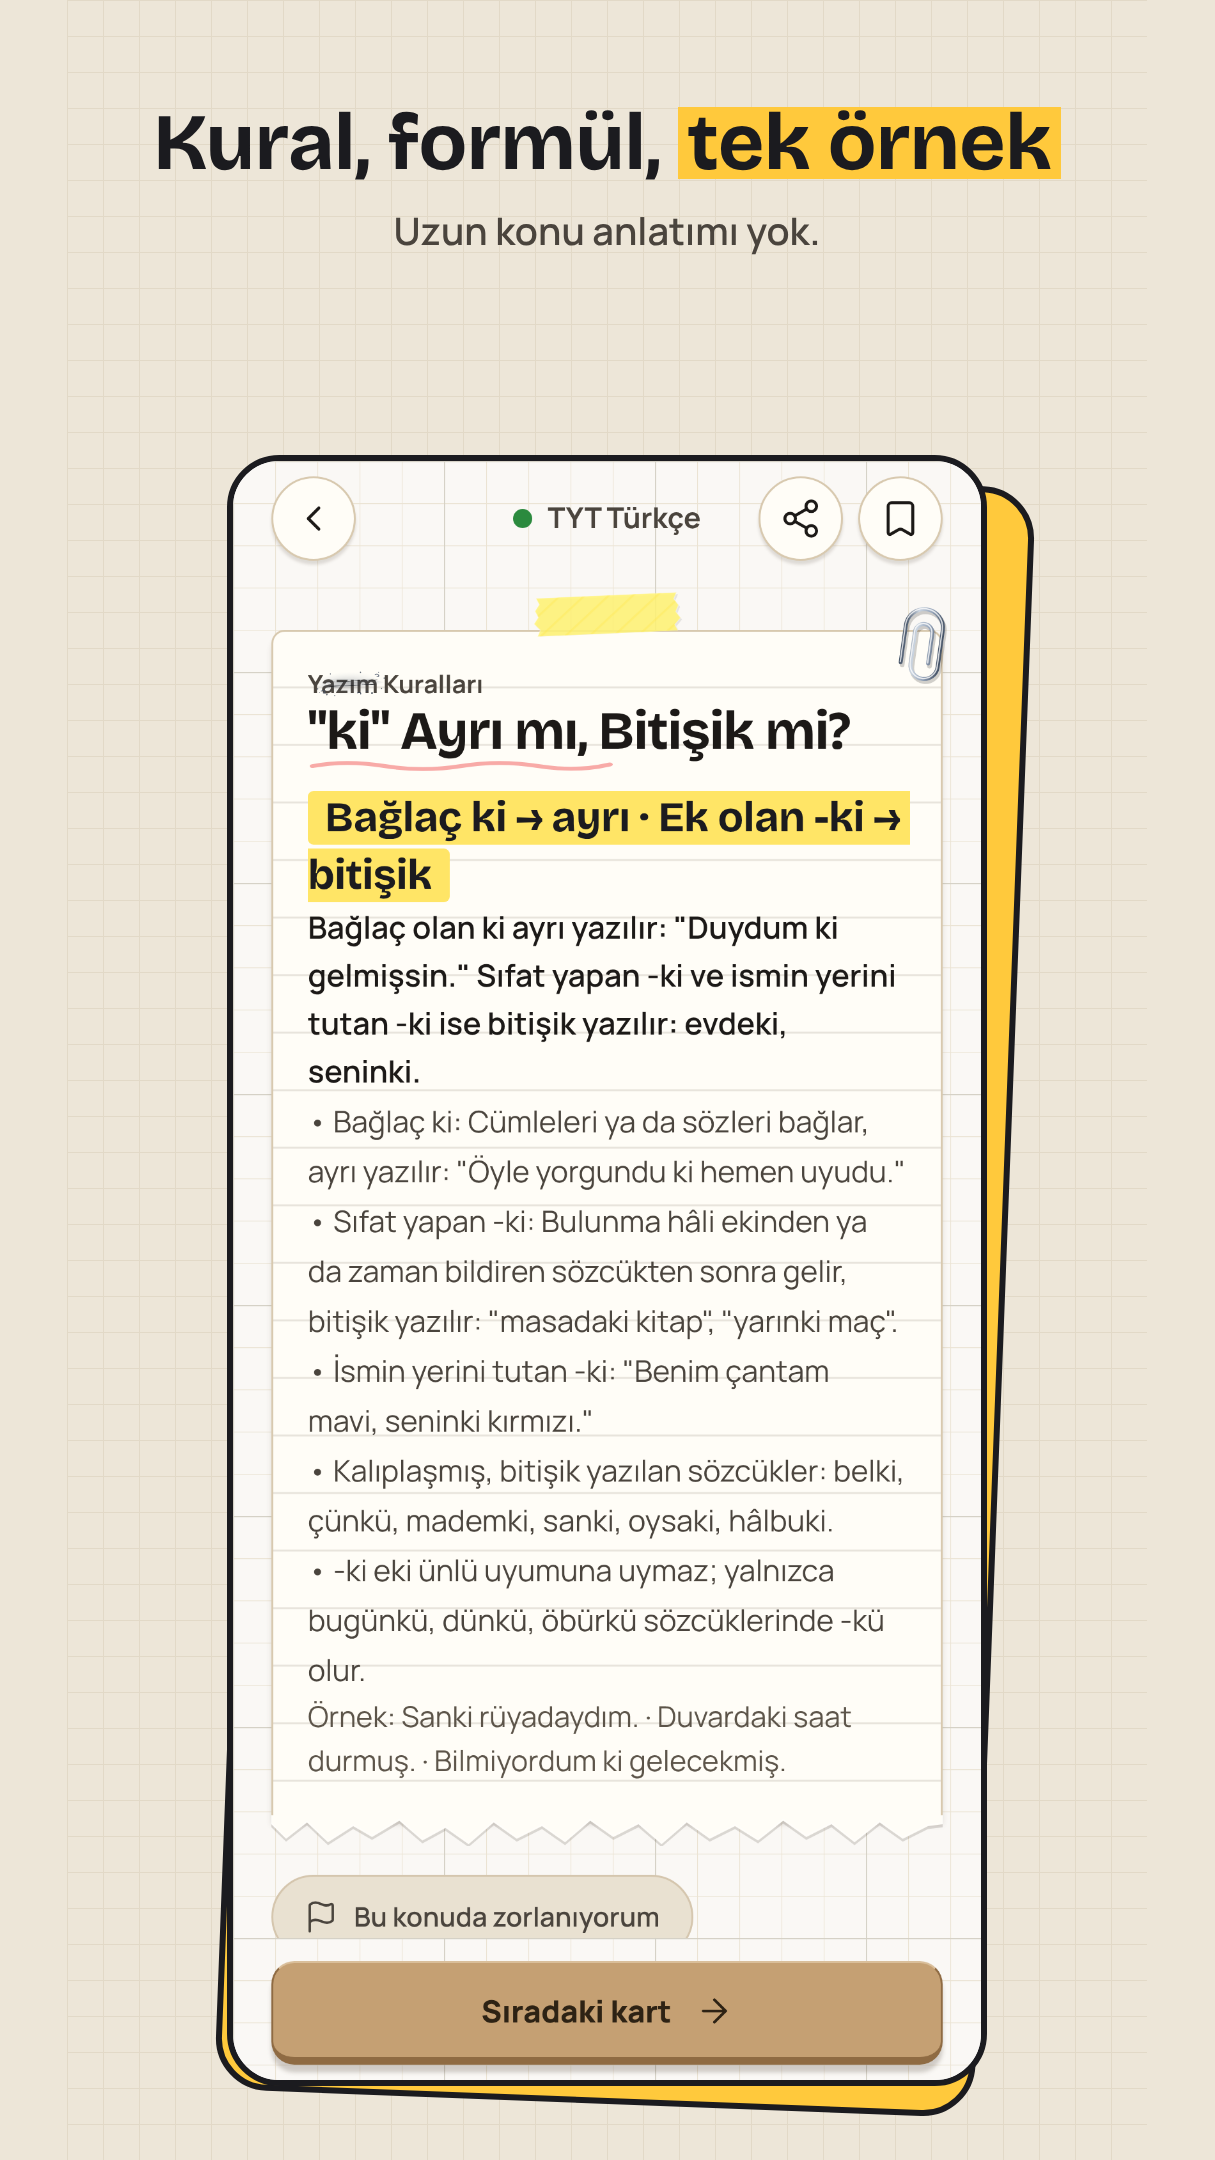 Kural, formül, tek örnek
Uzun konu anlatımı yok.
TYT Türkçe
Yazım Kuralları
"ki" Ayrı mı, Bitişik mi?
Bağlaç ki → ayrı · Ek olan -ki →
bitişik
Bağlaç olan ki ayrı yazılır: "Duydum ki
gelmişsin." Sıfat yapan -ki ve ismin yerini
tutan -ki ise bitişik yazılır: evdeki,
seninki.
• Bağlaç ki: Cümleleri ya da sözleri bağlar,
ayrı yazılır: "Öyle yorgundu ki hemen uyudu."
• Sıfat yapan -ki: Bulunma hâli ekinden ya
da zaman bildiren sözcükten sonra gelir,
bitişik yazılır: "masadaki kitap", "yarınki maç".
• İsmin yerini tutan -ki: "Benim çantam
mavi, seninki kırmızı."
• Kalıplaşmış, bitişik yazılan sözcükler: belki,
çünkü, mademki, sanki, oysaki, hâlbuki.
• -ki eki ünlü uyumuna uymaz; yalnızca
bugünkü, dünkü, öbürkü sözcüklerinde -kü
olur.
Örnek: Sanki rüyadaydım. · Duvardaki saat
durmuş. · Bilmiyordum ki gelecekmiş.
Bu konuda zorlanıyorum
Sıradaki kart →